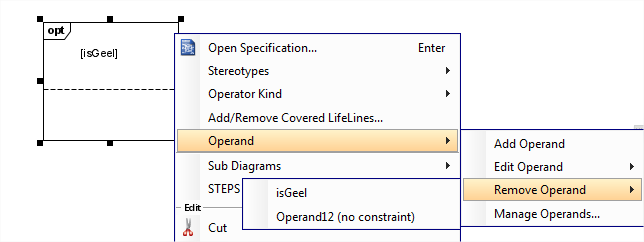 opt
[isGeel]
Open Specification... Enter
Stereotypes
Operator Kind
Add/Remove Covered LifeLines...
Operand
Add Operand
Sub Diagrams
Edit Operand
STEPS
isGeel
Remove Operand
Edit
Operand12 (no constraint)
Manage Operands...
Cut